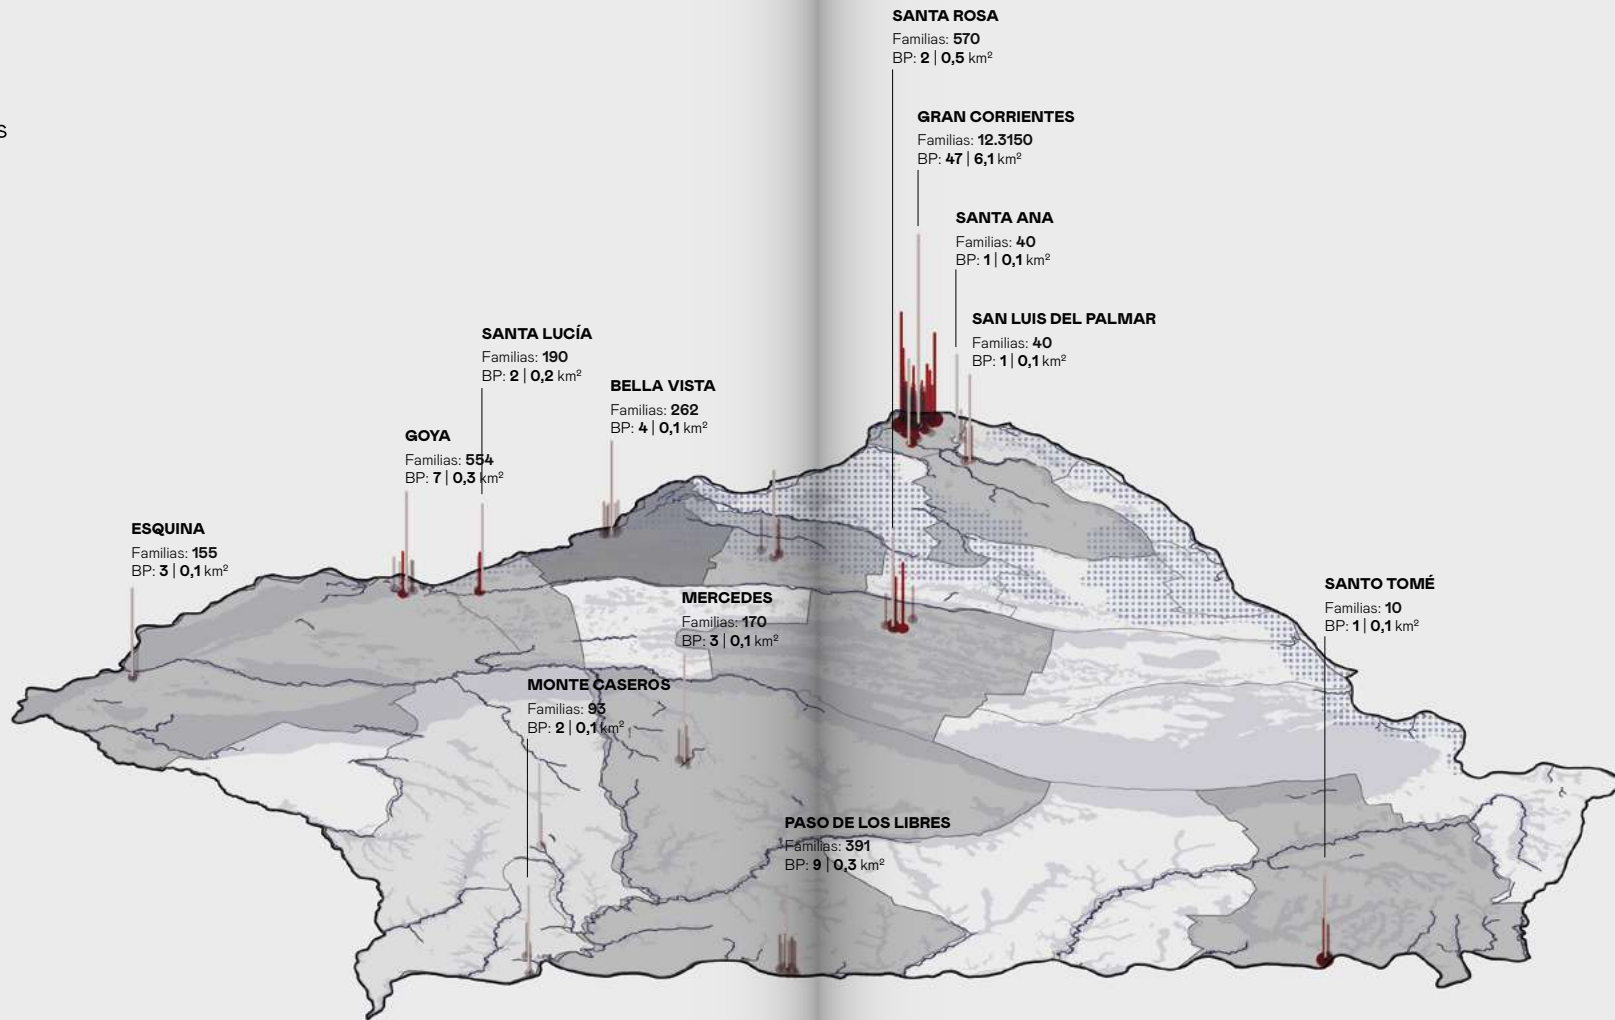 SANTA ROSA
Familias: 570
BP: 2 | 0,5 km²
GRAN CORRIENTES
Familias: 12.3150
BP: 47 | 6,1 km²
S
SANTA ANA
Familias: 40
BP: 1 | 0,1 km²
SAN LUIS DEL PALMAR
Familias: 40
BP: 1 | 0,1 km²
SANTA LUCÍA
Familias: 190
BP: 2 | 0,2 km²
BELLA VISTA
Familias: 262
BP: 4 | 0,1 km²
GOYA
Familias: 554
BP: 7 | 0,3 km²
ESQUINA
Familias: 155
BP: 3 | 0,1 km²
SANTO TOMÉ
Familias: 10
BP: 1 | 0,1 km²
MERCEDES
Familias: 170
BP: 3 | 0,1 km²
MONTE CASEROS
Familias: 93
BP: 2 | 0,1 km²
PASO DE LOS LIBRES
Familias: 391
BP: 9 | 0,3 km²